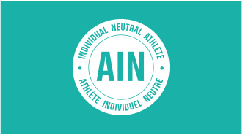 INDIVIDUAL NEUTRAL ATHLETE
AIN
ATHLÈTE INDIVIDUEL NEUTRE